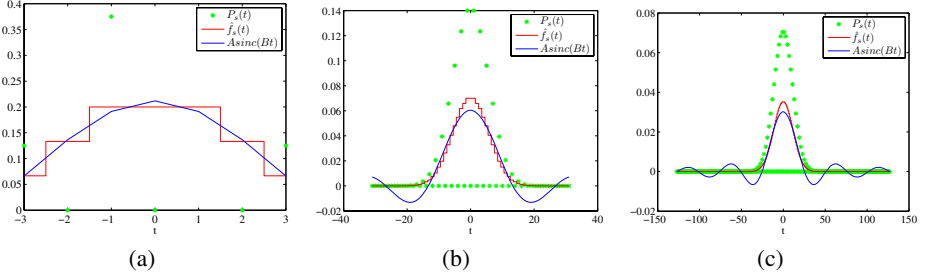 0.4
0.35
0.3
0.25
0.2
0.15
0.1
0.05
0
-3
-2
-1
0
1
2
3
t
P_s(t)
f̂_s(t)
Asinc(Bt)
(a)
0.14
0.12
0.1
0.08
0.06
0.04
0.02
0
−0.02
−40
−20
0
20
40
t
P_s(t)
f̂_s(t)
Asinc(Bt)
(b)
0.08
0.06
0.04
0.02
0
−0.02
−150
−100
−50
0
50
100
150
t
P_s(t)
f̂_s(t)
Asinc(Bt)
(c)